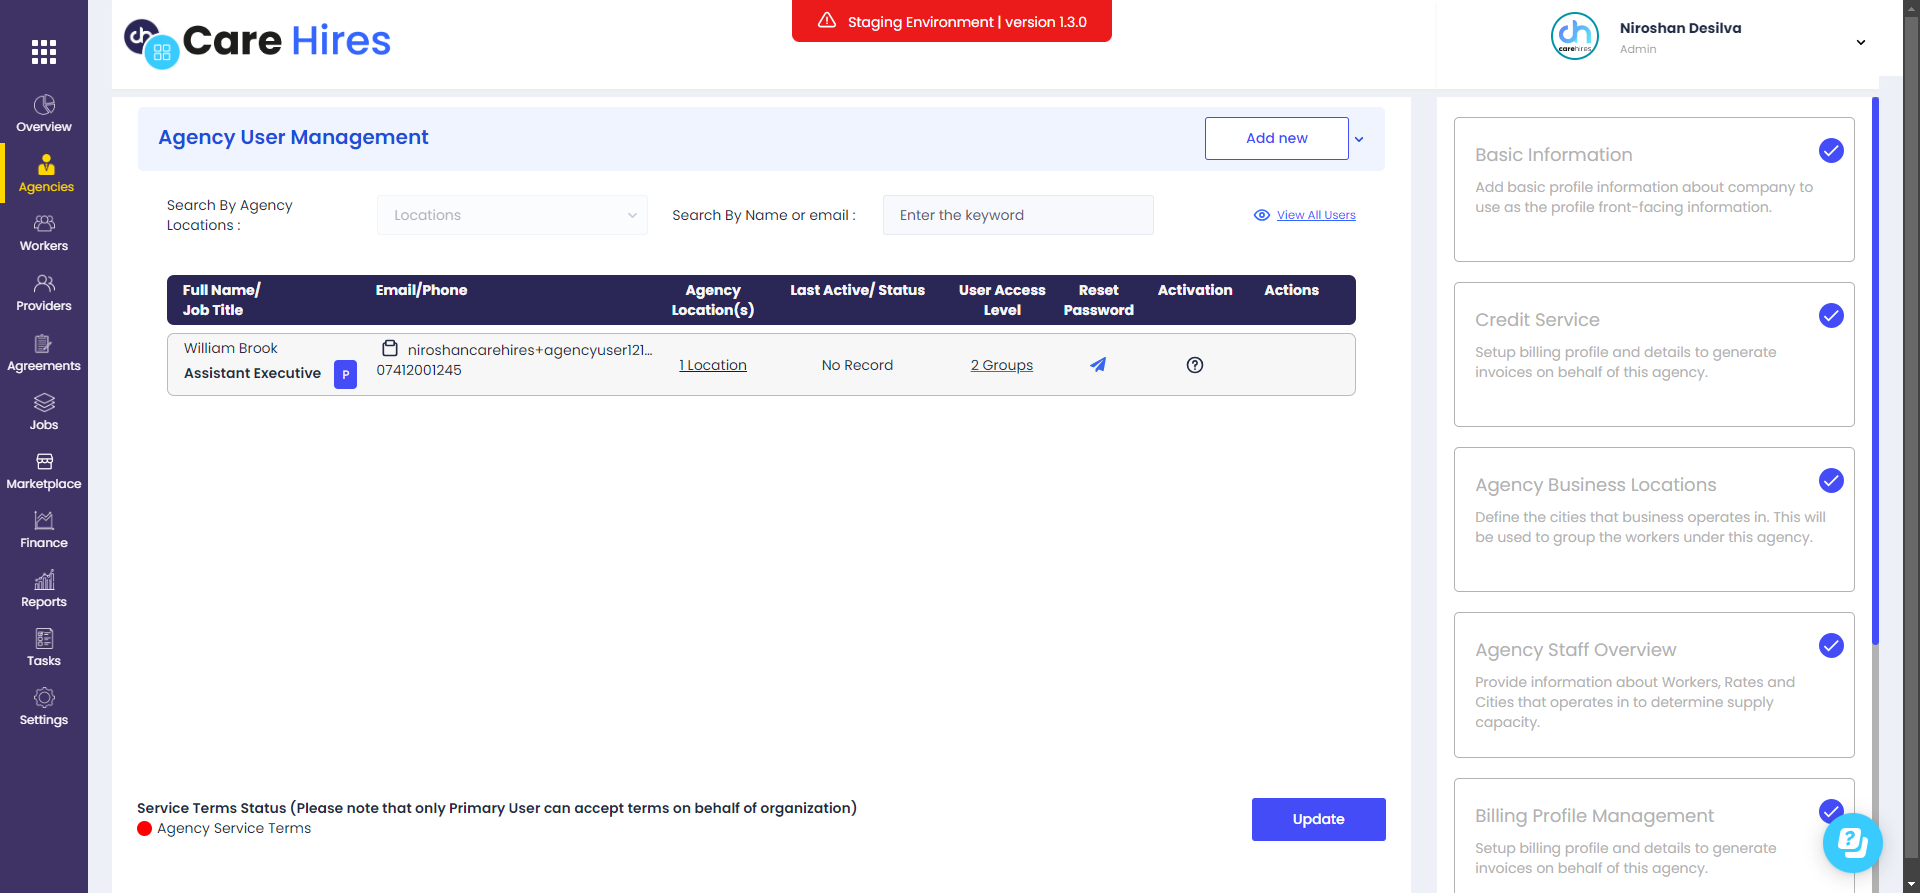 Care Hires
Staging Environment | version 1.3.0
Niroshan Desilva
Admin
carehires
Overview
Agencies
Workers
Providers
Agreements
Jobs
Marketplace
Finance
Reports
Tasks
Settings
Agency User Management
Add new
Search By Agency
Locations :
Locations
Search By Name or email :
Enter the keyword
View All Users
Full Name/
Job Title
Email/Phone
Agency
Location(s)
Last Active/ Status
User Access
Level
Reset
Password
Activation
Actions
William Brook
Assistant Executive
P
niroshancarehires+agencyuser121...
07412001245
1 Location
No Record
2 Groups
Service Terms Status (Please note that only Primary User can accept terms on behalf of organization)
Agency Service Terms
Update
Basic Information
Add basic profile information about company to
use as the profile front-facing information.
Credit Service
Setup billing profile and details to generate
invoices on behalf of this agency.
Agency Business Locations
Define the cities that business operates in. This will
be used to group the workers under this agency.
Agency Staff Overview
Provide information about Workers, Rates and
Cities that operates in to determine supply
capacity.
Billing Profile Management
Setup billing profile and details to generate
invoices on behalf of this agency.